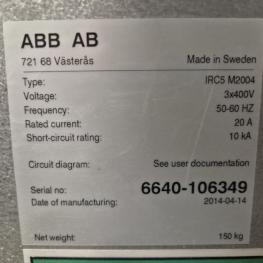 ABB AB
721 68 Västerås Made in Sweden
Type: IRC5 M2004
Voltage: 3x400V
Frequency: 50-60 HZ
Rated current: 20 A
Short-circuit rating: 10 kA
Circuit diagram: See user documentation
Serial no: 6640-106349
Date of manufacturing: 2014-04-14
Net weight: 150 kg